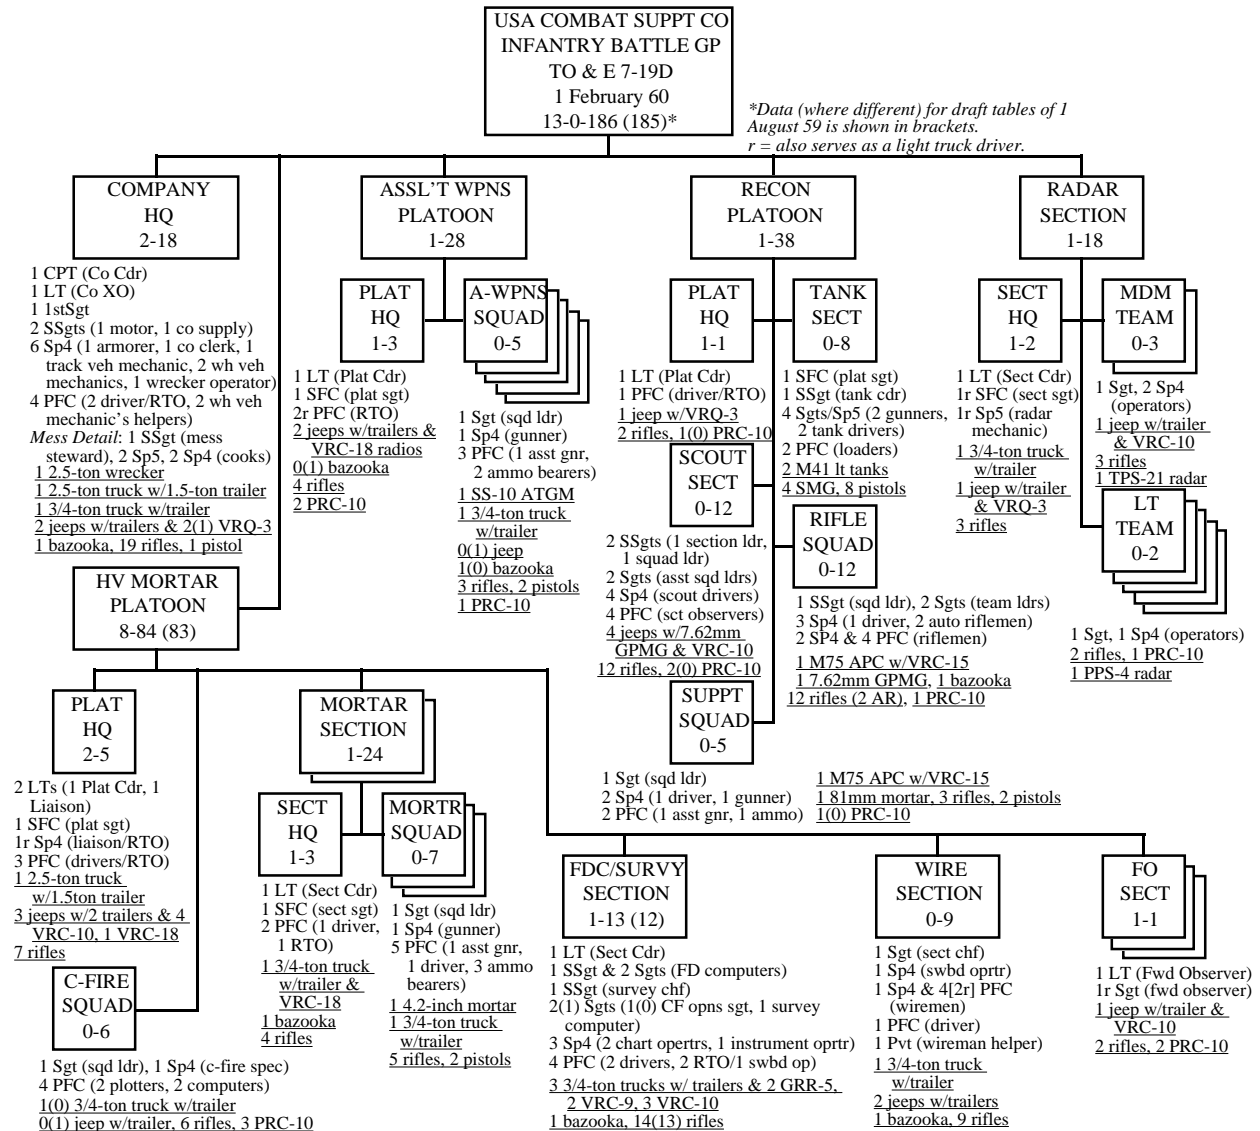 USA COMBAT SUPPT CO
INFANTRY BATTLE GP
TO & E 7-19D
1 February 60
13-0-186 (185)*
*Data (where different) for draft tables of 1
August 59 is shown in brackets.
r = also serves as a light truck driver.
COMPANY
HQ
2-18
1 CPT (Co Cdr)
1 LT (Co XO)
1 1stSgt
2 SSgts (1 motor, 1 co supply)
6 Sp4 (1 armorer, 1 co clerk, 1
track veh mechanic, 2 wh veh
mechanics, 1 wrecker operator)
4 PFC (2 driver/RTO, 2 wh veh
mechanic's helpers)
Mess Detail: 1 SSgt (mess
steward), 2 Sp5, 2 Sp4 (cooks)
1 2.5-ton wrecker
1 2.5-ton truck w/1.5-ton trailer
1 3/4-ton truck w/trailer
2 jeeps w/trailers & 2(1) VRQ-3
1 bazooka, 19 rifles, 1 pistol
ASSL'T WPNS
PLATOON
1-28
PLAT
HQ
1-3
1 LT (Plat Cdr)
1 SFC (plat sgt)
2r PFC (RTO)
2 jeeps w/trailers &
VRC-18 radios
0(1) bazooka
4 rifles
2 PRC-10
A-WPNS
SQUAD
0-5
1 Sgt (sqd ldr)
1 Sp4 (gunner)
3 PFC (1 asst gnr,
2 ammo bearers)
1 SS-10 ATGM
1 3/4-ton truck
w/trailer
0(1) jeep
1(0) bazooka
3 rifles, 2 pistols
1 PRC-10
RECON
PLATOON
1-38
PLAT
HQ
1-1
1 LT (Plat Cdr)
1 PFC (driver/RTO)
1 jeep w/VRQ-3
2 rifles, 1(0) PRC-10
TANK
SECT
0-8
1 SFC (plat sgt)
1 SSgt (tank cdr)
4 Sgts/Sp5 (2 gunners,
2 tank drivers)
2 PFC (loaders)
2 M41 lt tanks
4 SMG, 8 pistols
SCOUT
SECT
0-12
2 SSgts (1 section ldr,
1 squad ldr)
2 Sgts (asst sqd ldrs)
4 Sp4 (scout drivers)
4 PFC (sct observers)
4 jeeps w/7.62mm
GPMG & VRC-10
12 rifles, 2(0) PRC-10
RIFLE
SQUAD
0-12
1 SSgt (sqd ldr), 2 Sgts (team ldrs)
3 Sp4 (1 driver, 2 auto riflemen)
2 SP4 & 4 PFC (riflemen)
1 M75 APC w/VRC-15
1 7.62mm GPMG, 1 bazooka
12 rifles (2 AR), 1 PRC-10
SUPPT
SQUAD
0-5
1 Sgt (sqd ldr)
2 Sp4 (1 driver, 1 gunner)
2 PFC (1 asst gnr, 1 ammo)
1 M75 APC w/VRC-15
1 81mm mortar, 3 rifles, 2 pistols
1(0) PRC-10
RADAR
SECTION
1-18
SECT
HQ
1-2
1 LT (Sect Cdr)
1r SFC (sect sgt)
1r Sp5 (radar
mechanic)
1 3/4-ton truck
w/trailer
1 jeep w/trailer
& VRQ-3
3 rifles
MDM
TEAM
0-3
1 Sgt, 2 Sp4
(operators)
1 jeep w/trailer
& VRC-10
3 rifles
1 TPS-21 radar
LT
TEAM
0-2
1 Sgt, 1 Sp4 (operators)
2 rifles, 1 PRC-10
1 PPS-4 radar
HV MORTAR
PLATOON
8-84 (83)
PLAT
HQ
2-5
2 LTs (1 Plat Cdr, 1
Liaison)
1 SFC (plat sgt)
1r Sp4 (liaison/RTO)
3 PFC (drivers/RTO)
1 2.5-ton truck
w/1.5ton trailer
3 jeeps w/2 trailers & 4
VRC-10, 1 VRC-18
7 rifles
C-FIRE
SQUAD
0-6
1 Sgt (sqd ldr), 1 Sp4 (c-fire spec)
4 PFC (2 plotters, 2 computers)
1(0) 3/4-ton truck w/trailer
0(1) jeep w/trailer, 6 rifles, 3 PRC-10
MORTAR
SECTION
1-24
SECT
HQ
1-3
1 LT (Sect Cdr)
1 SFC (sect sgt)
2 PFC (1 driver,
1 RTO)
1 3/4-ton truck
w/trailer &
VRC-18
1 bazooka
4 rifles
MORTR
SQUAD
0-7
1 Sgt (sqd ldr)
1 Sp4 (gunner)
5 PFC (1 asst gnr,
1 driver, 3 ammo
bearers)
1 4.2-inch mortar
1 3/4-ton truck
w/trailer
5 rifles, 2 pistols
FDC/SURVY
SECTION
1-13 (12)
1 LT (Sect Cdr)
1 SSgt & 2 Sgts (FD computers)
1 SSgt (survey chf)
2(1) Sgts (1(0) CF opns sgt, 1 survey
computer)
3 Sp4 (2 chart opertrs, 1 instrument oprtr)
4 PFC (2 drivers, 2 RTO/1 swbd op)
3 3/4-ton trucks w/ trailers & 2 GRR-5,
2 VRC-9, 3 VRC-10
1 bazooka, 14(13) rifles
WIRE
SECTION
0-9
1 Sgt (sect chf)
1 Sp4 (swbd oprtr)
1 Sp4 & 4[2r] PFC
(wiremen)
1 PFC (driver)
1 Pvt (wireman helper)
1 3/4-ton truck
w/trailer
2 jeeps w/trailers
1 bazooka, 9 rifles
FO
SECT
1-1
1 LT (Fwd Observer)
1r Sgt (fwd observer)
1 jeep w/trailer &
VRC-10
2 rifles, 2 PRC-10